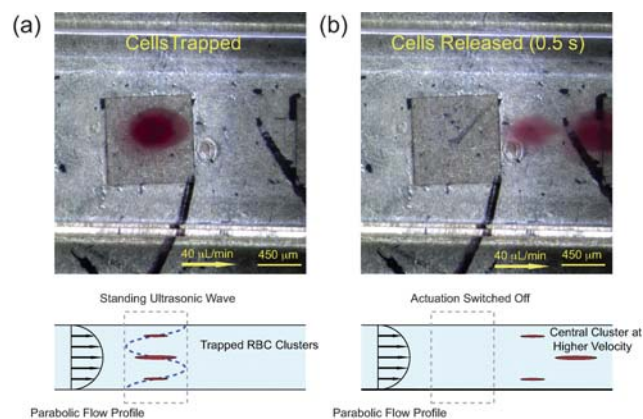 (a)
CellsTrapped
40 μL/min
450 μm
Standing Ultrasonic Wave
Trapped RBC Clusters
Parabolic Flow Profile
(b)
Cells Released (0.5 s)
40 μL/min
450 μm
Actuation Switched Off
Central Cluster at
Higher Velocity
Parabolic Flow Profile